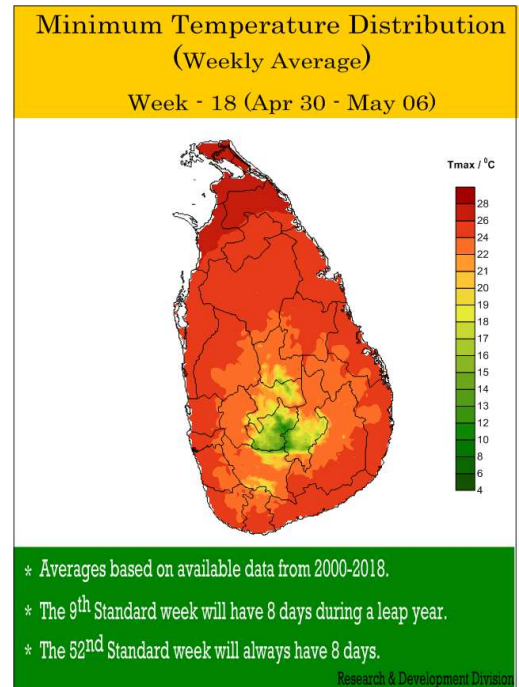 Minimum Temperature Distribution
(Weekly Average)
Week - 18 (Apr 30 - May 06)
Tmax / ⁰C
28
26
24
22
21
20
19
18
17
16
15
14
13
12
10
8
6
4
* Averages based on available data from 2000-2018.
* The 9th Standard week will have 8 days during a leap year.
* The 52nd Standard week will always have 8 days.
Research & Development Division